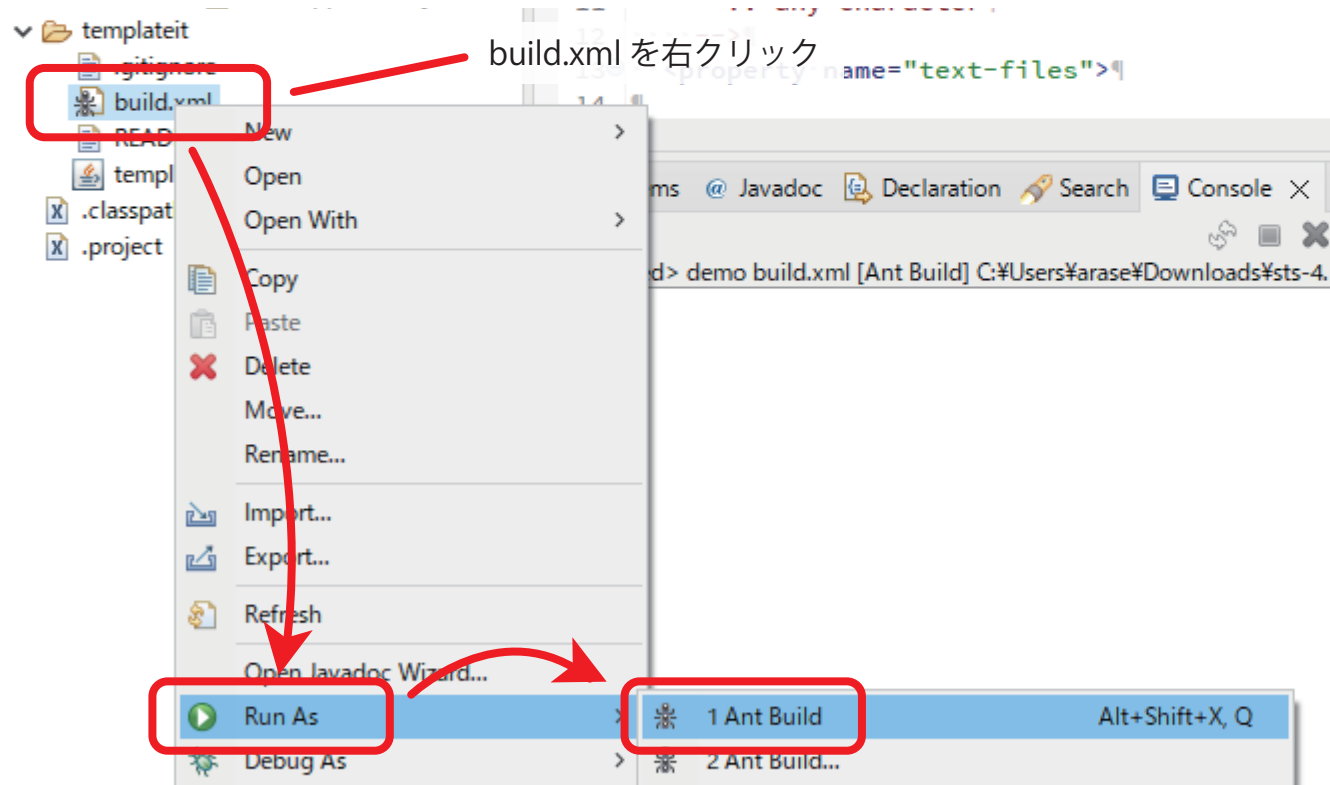 templateit
build.xml を右クリック
.gitignore
name="text-files">¶
build.xml
14 ¶
New
READ
Open
templ
ms @ Javadoc Declaration Search Console
.classpat
Open With
.project
d> demo build.xml [Ant Build] C:¥Users¥arase¥Downloads¥sts-4.
Copy
Paste
Delete
Move...
Rename...
Import...
Export...
Refresh
Open Javadoc Wizard...
Run As
1 Ant Build Alt+Shift+X, Q
Debug As
2 Ant Build...